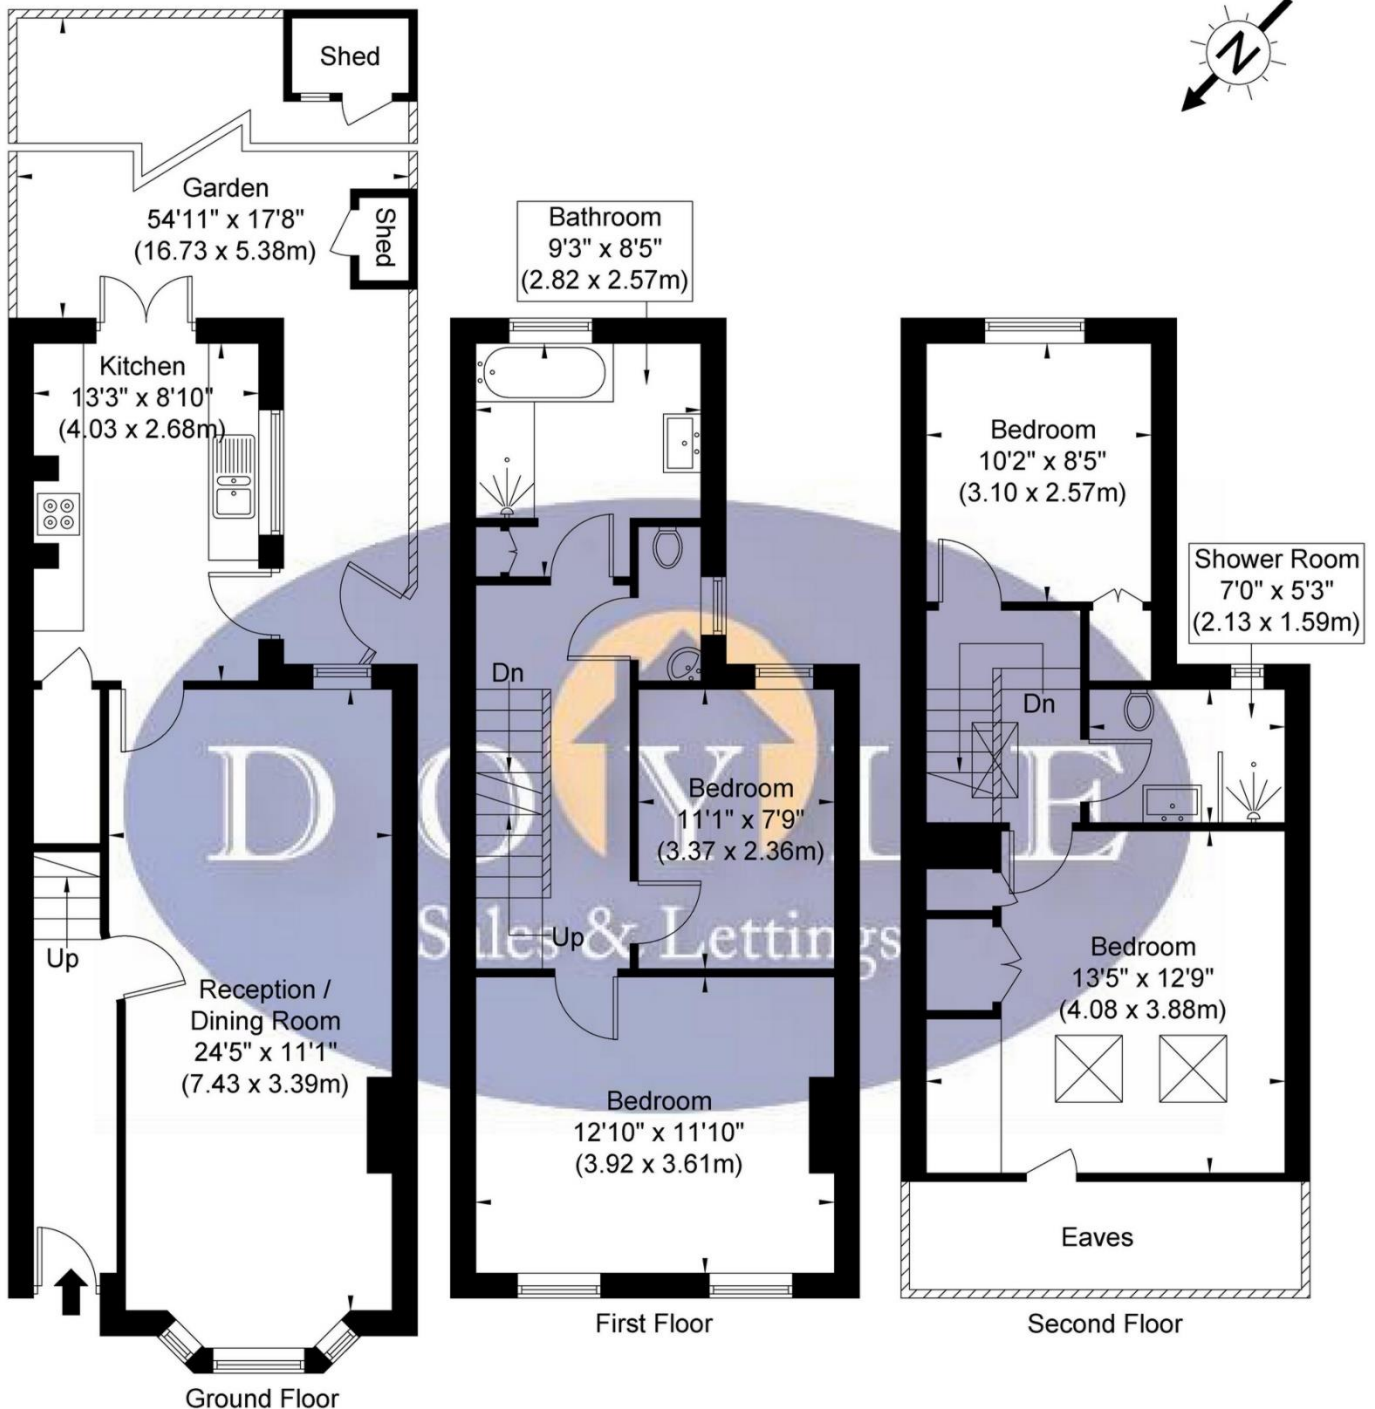 N
Shed
Garden
54'11" x 17'8"
(16.73 x 5.38m)
Shed
Kitchen
13'3" x 8'10"
(4.03 x 2.68m)
Up
Reception /
Dining Room
24'5" x 11'1"
(7.43 x 3.39m)
Ground Floor
Bathroom
9'3" x 8'5"
(2.82 x 2.57m)
Dn
Bedroom
11'1" x 7'9"
(3.37 x 2.36m)
Up
Bedroom
12'10" x 11'10"
(3.92 x 3.61m)
First Floor
Bedroom
10'2" x 8'5"
(3.10 x 2.57m)
Shower Room
7'0" x 5'3"
(2.13 x 1.59m)
Dn
Bedroom
13'5" x 12'9"
(4.08 x 3.88m)
Eaves
Second Floor
DOYLE
Sales & Lettings